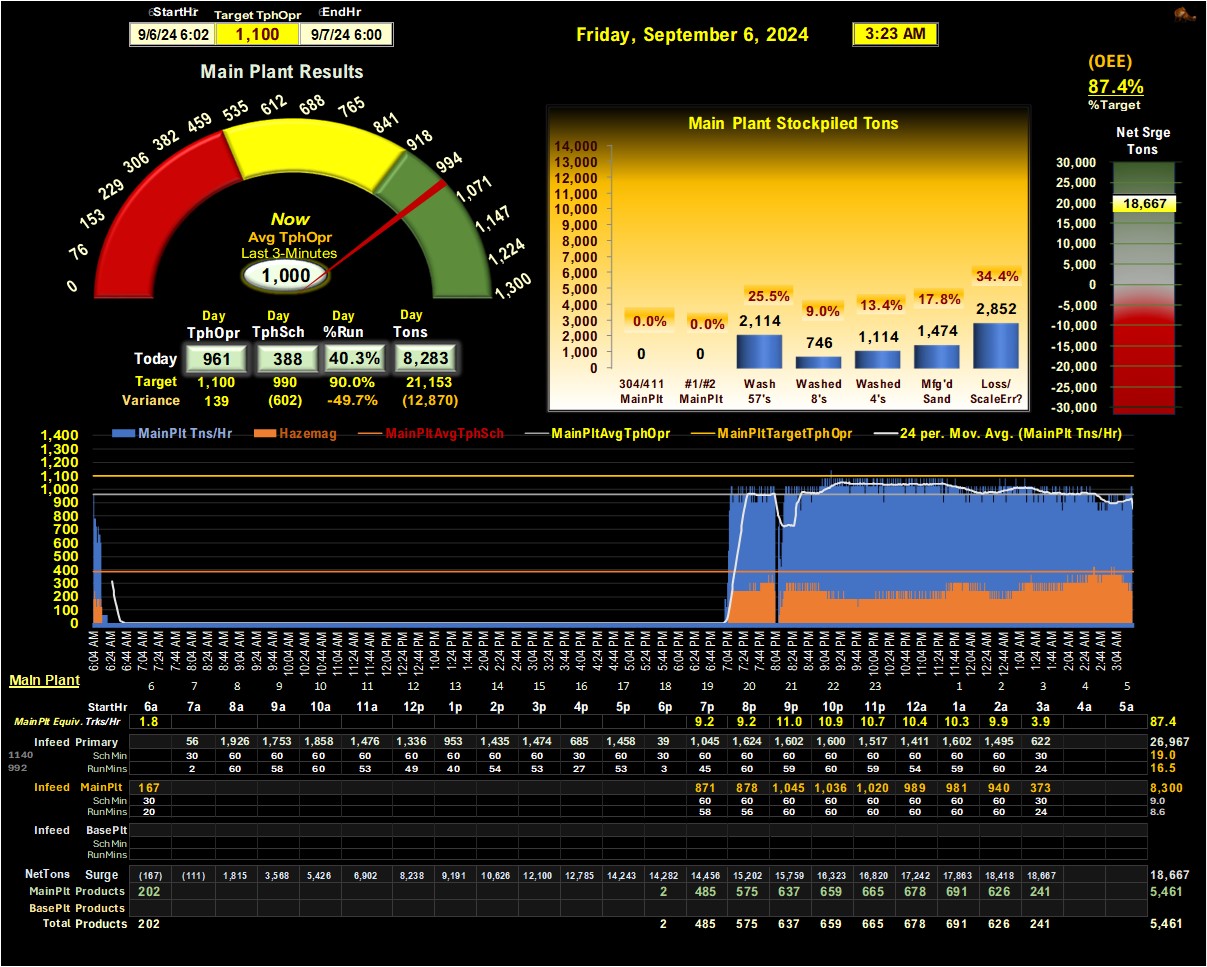 StartHr Target TphOpr EndHr
9/6/24 6:02 1,100 9/7/24 6:00
Friday, September 6, 2024 3:23 AM
(OEE)
87.4%
%Target
Main Plant Results
0 76 153 229 306 382 459 535 612 688 765 841 918 994 1,071 1,147 1,224 1,300
Now
Avg TphOpr
Last 3-Minutes
1,000
Day Day Day Day
TphOpr TphSch %Run Tons
Today 961 388 40.3% 8,283
Target 1,100 990 90.0% 21,153
Variance 139 (602) -49.7% (12,870)
Main Plant Stockpiled Tons
14,000
13,000
12,000
11,000
10,000
9,000
8,000
7,000
6,000
5,000
4,000
3,000
2,000
1,000
0
0.0% 0.0% 25.5% 9.0% 13.4% 17.8% 34.4%
0 0 2,114 746 1,114 1,474 2,852
304/411 #1/#2 Wash Washed Washed Mfg'd Loss/
MainPlt MainPlt 57's 8's 4's Sand ScaleErr?
Net Srge
Tons
30,000
25,000
20,000
18,667
15,000
10,000
5,000
0
-5,000
-10,000
-15,000
-20,000
-25,000
-30,000
MainPlt Tns/Hr Hazemag MainPltAvgTphSch MainPltAvgTphOpr MainPltTargetTphOpr 24 per. Mov. Avg. (MainPlt Tns/Hr)
1,400
1,300
1,200
1,100
1,000
900
800
700
600
500
400
300
200
100
0
6:04 AM 6:24 AM 6:44 AM 7:04 AM 7:24 AM 7:44 AM 8:04 AM 8:24 AM 8:44 AM 9:04 AM 9:24 AM 9:44 AM 10:04 AM 10:24 AM 10:44 AM 11:04 AM 11:24 AM 11:44 AM 12:04 PM 12:24 PM 12:44 PM 1:04 PM 1:24 PM 1:44 PM 2:04 PM 2:24 PM 2:44 PM 3:04 PM 3:24 PM 3:44 PM 4:04 PM 4:24 PM 4:44 PM 5:04 PM 5:24 PM 5:44 PM 6:04 PM 6:24 PM 6:44 PM 7:04 PM 7:24 PM 7:44 PM 8:04 PM 8:24 PM 8:44 PM 9:04 PM 9:24 PM 9:44 PM 10:04 PM 10:24 PM 10:44 PM 11:04 PM 11:24 PM 11:44 PM 12:04 AM 12:24 AM 12:44 AM 1:04 AM 1:24 AM 1:44 AM 2:04 AM 2:24 AM 2:44 AM 3:04 AM
Main Plant
6 7 8 9 10 11 12 13 14 15 16 17 18 19 20 21 22 23 1 2 3 4 5
StartHr 6a 7a 8a 9a 10a 11a 12p 1p 2p 3p 4p 5p 6p 7p 8p 9p 10p 11p 12a 1a 2a 3a 4a 5a
MainPlt Equiv. Trks/Hr 1.8 9.2 9.2 11.0 10.9 10.7 10.4 10.3 9.9 3.9 87.4
Infeed Primary 56 1,926 1,753 1,858 1,476 1,336 953 1,435 1,474 685 1,458 39 1,045 1,624 1,602 1,600 1,517 1,411 1,602 1,495 622 26,967
1140 SchMin 30 60 60 60 60 60 60 60 60 30 60 30 60 60 60 60 60 60 60 60 30 19.0
992 RunMins 2 60 58 60 53 49 40 54 53 27 53 3 45 60 59 60 59 54 59 60 24 16.5
Infeed MainPlt 167 871 878 1,045 1,036 1,020 989 981 940 373 8,300
SchMin 30 60 60 60 60 60 60 60 60 30 9.0
RunMins 20 58 56 60 60 60 60 60 60 24 8.6
Infeed BasePlt
SchMin
RunMins
NetTons Surge (167) (111) 1,815 3,568 5,426 6,902 8,238 9,191 10,626 12,100 12,785 14,243 14,282 14,456 15,202 15,759 16,323 16,820 17,242 17,863 18,418 18,667 18,667
MainPlt Products 202 2 485 575 637 659 665 678 691 626 241 5,461
BasePlt Products
Total Products 202 2 485 575 637 659 665 678 691 626 241 5,461